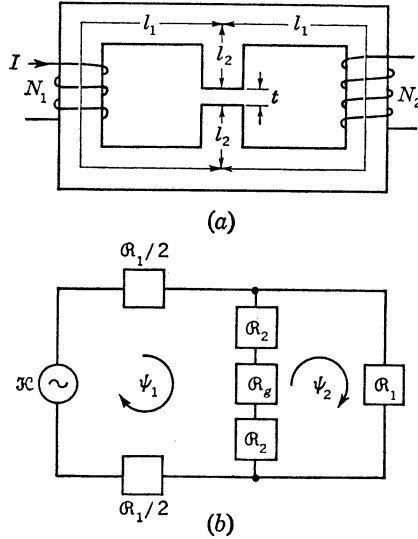 l₁ l₁
I l₂
N₁ t N₂
l₂
(a)
ℛ₁/2
ℛ₂
ℋ ψ₁ ℛg ψ₂ ℛ₁
ℛ₂
ℛ₁/2
(b)